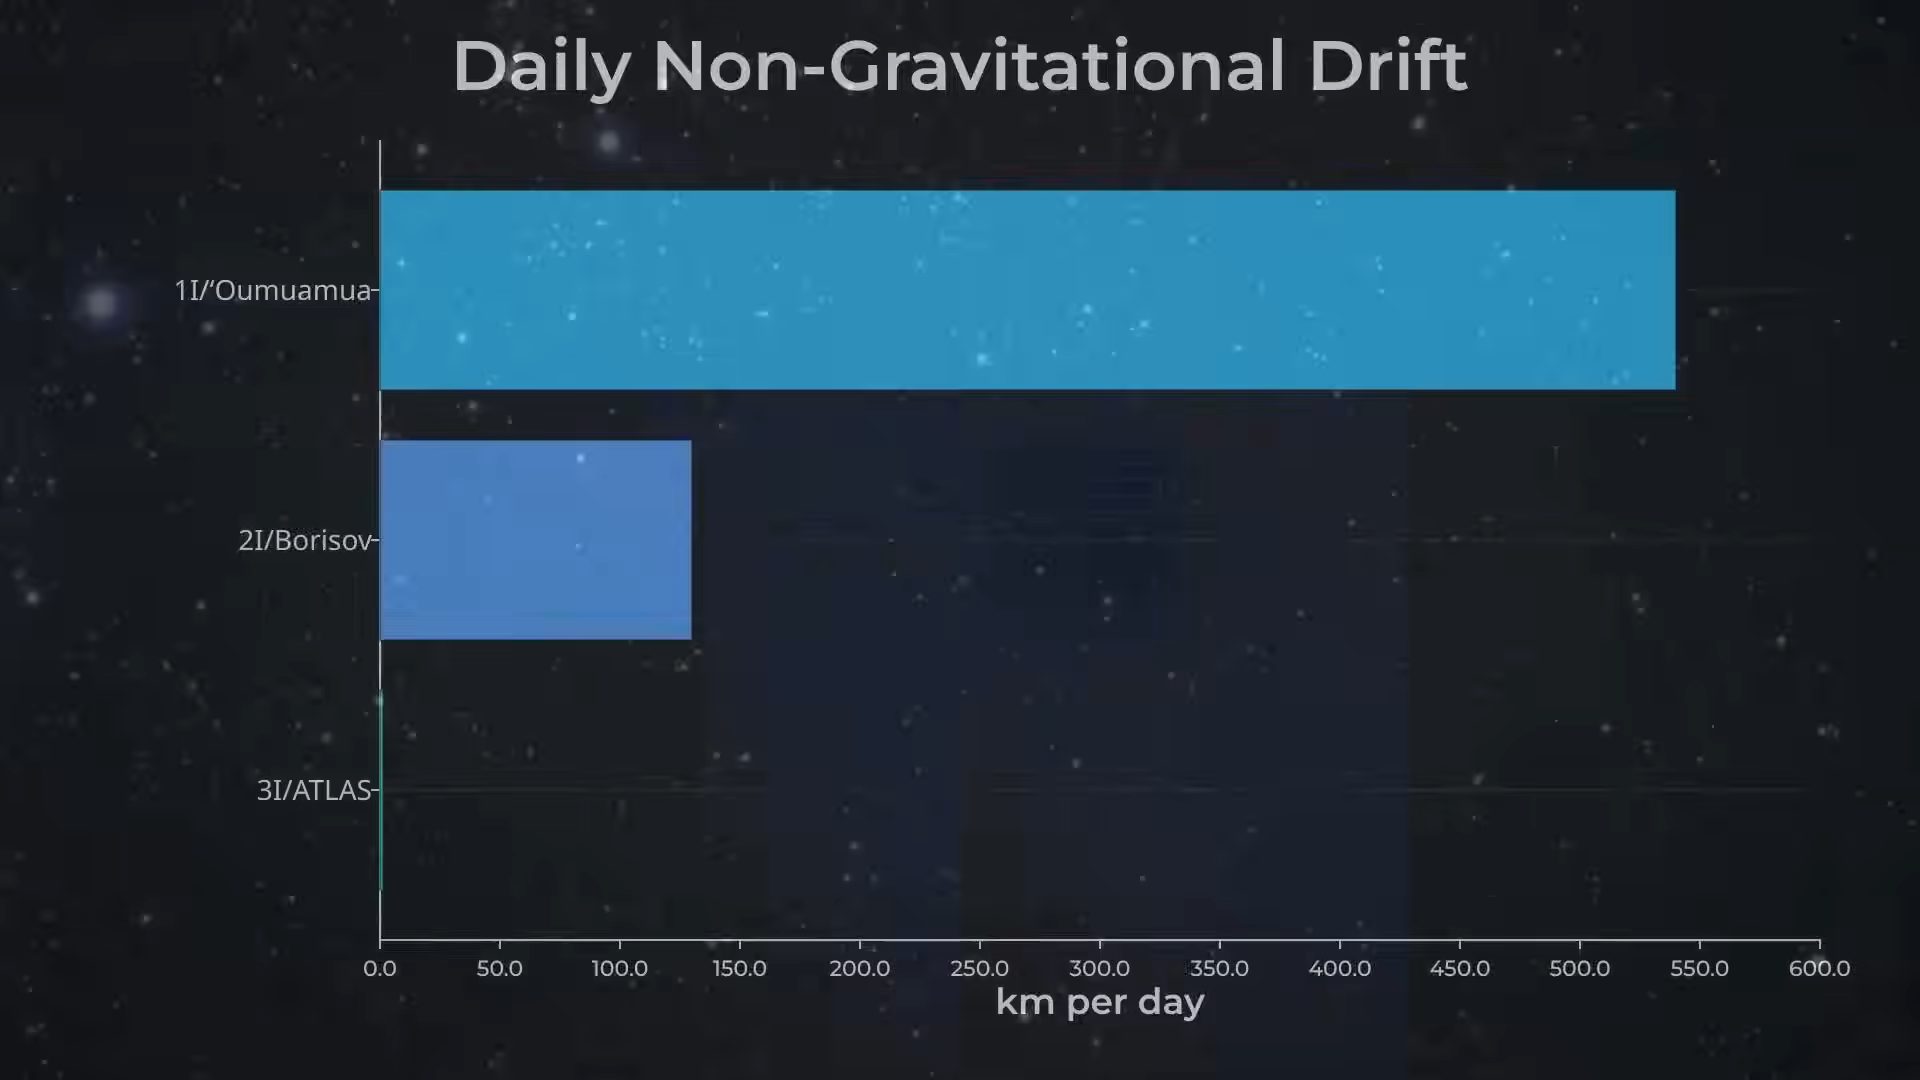 Daily Non-Gravitational Drift
1I/‘Oumuamua
2I/Borisov
3I/ATLAS
0.0 50.0 100.0 150.0 200.0 250.0 300.0 350.0 400.0 450.0 500.0 550.0 600.0
km per day